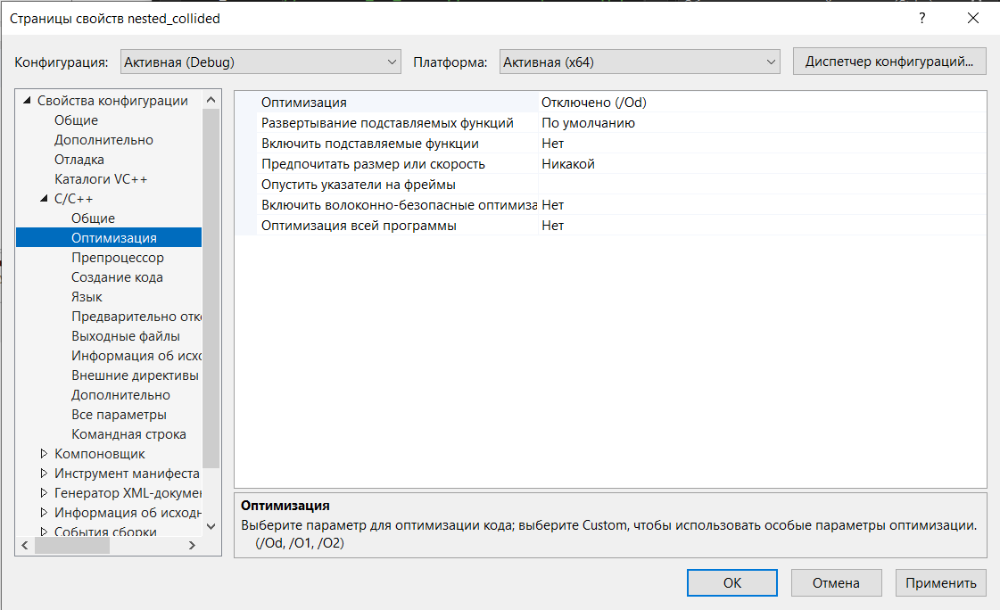 Страницы свойств nested_collided
?
Конфигурация: Активная (Debug) Платформа: Активная (x64) Диспетчер конфигураций...
Свойства конфигурации
Общие
Дополнительно
Отладка
Каталоги VC++
C/C++
Общие
Оптимизация
Препроцессор
Создание кода
Язык
Предварительно отк
Выходные файлы
Информация об исхо
Внешние директивы
Дополнительно
Все параметры
Командная строка
Компоновщик
Инструмент манифеста
Генератор XML-докумен
Информация об исходн
События сборки
Оптимизация Отключено (/Od)
Развертывание подставляемых функций По умолчанию
Включить подставляемые функции Нет
Предпочитать размер или скорость Никакой
Опустить указатели на фреймы
Включить волоконно-безопасные оптимиза Нет
Оптимизация всей программы Нет
Оптимизация
Выберите параметр для оптимизации кода; выберите Custom, чтобы использовать особые параметры оптимизации.
(/Od, /O1, /O2)
ОК Отмена Применить